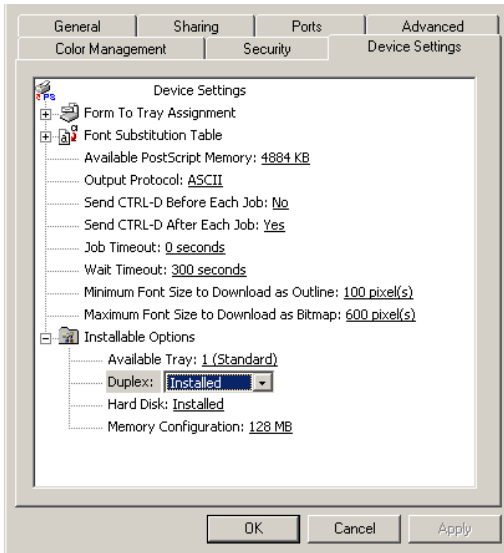 General Sharing Ports Advanced
Color Management Security Device Settings
Device Settings
Form To Tray Assignment
Font Substitution Table
Available PostScript Memory: 4884 KB
Output Protocol: ASCII
Send CTRL-D Before Each Job: No
Send CTRL-D After Each Job: Yes
Job Timeout: 0 seconds
Wait Timeout: 300 seconds
Minimum Font Size to Download as Outline: 100 pixel(s)
Maximum Font Size to Download as Bitmap: 600 pixel(s)
Installable Options
Available Tray: 1 (Standard)
Duplex: Installed
Hard Disk: Installed
Memory Configuration: 128 MB
OK Cancel Apply